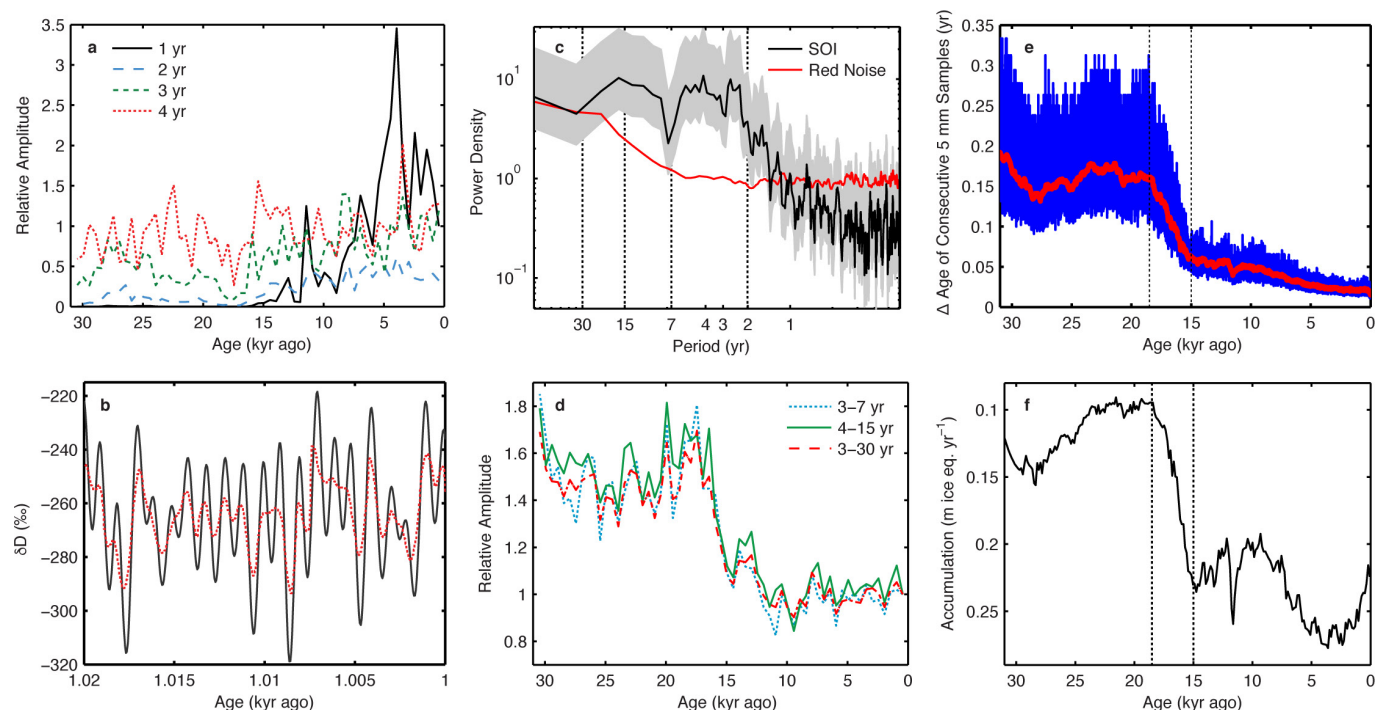 a
1 yr
2 yr
3 yr
4 yr
Relative Amplitude
3.5
3
2.5
2
1.5
1
0.5
0
30 25 20 15 10 5 0
Age (kyr ago)
c
SOI
Red Noise
Power Density
10¹
10⁰
10⁻¹
30 15 7 4 3 2 1
Period (yr)
e
Δ Age of Consecutive 5 mm Samples (yr)
0.35
0.3
0.25
0.2
0.15
0.1
0.05
0
30 25 20 15 10 5 0
Age (kyr ago)
b
δD (‰)
−220
−240
−260
−280
−300
−320
1.02 1.015 1.01 1.005 1
Age (kyr ago)
d
3−7 yr
4−15 yr
3−30 yr
Relative Amplitude
1.8
1.6
1.4
1.2
1
0.8
30 25 20 15 10 5 0
Age (kyr ago)
f
Accumulation (m ice eq. yr⁻¹)
0.1
0.15
0.2
0.25
30 25 20 15 10 5 0
Age (kyr ago)